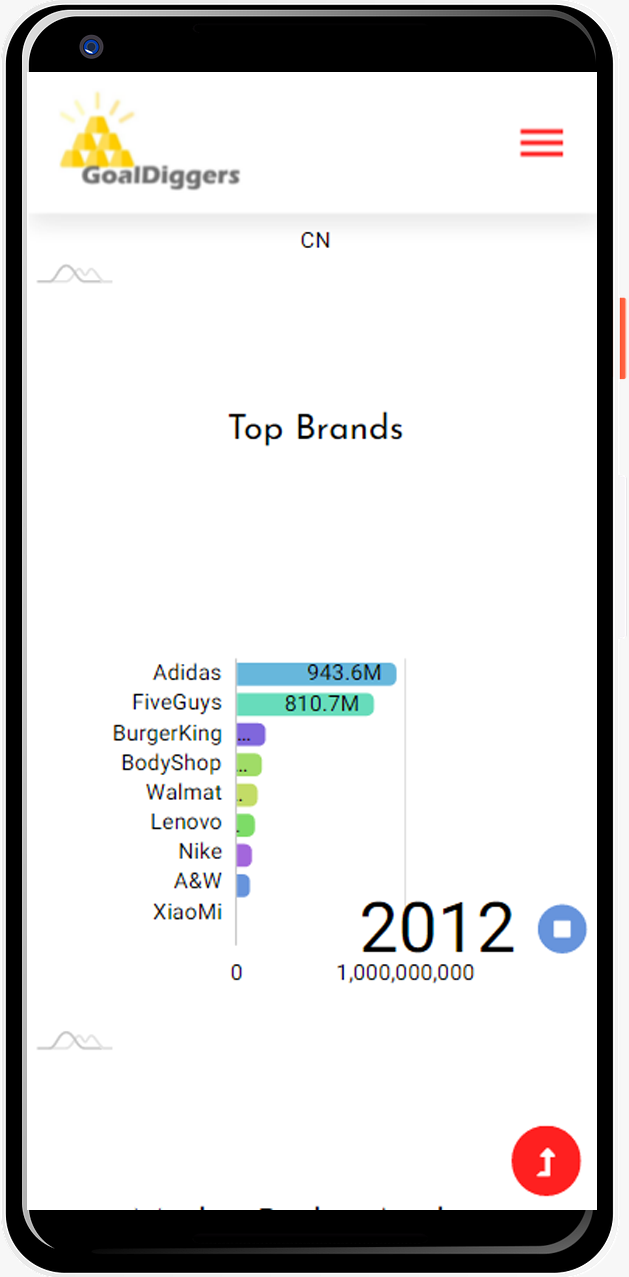 GoalDiggers
CN
Top Brands
Adidas 943.6M
FiveGuys 810.7M
BurgerKing ...
BodyShop ..
Walmat .
Lenovo .
Nike
A&W
XiaoMi
2012
0 1,000,000,000